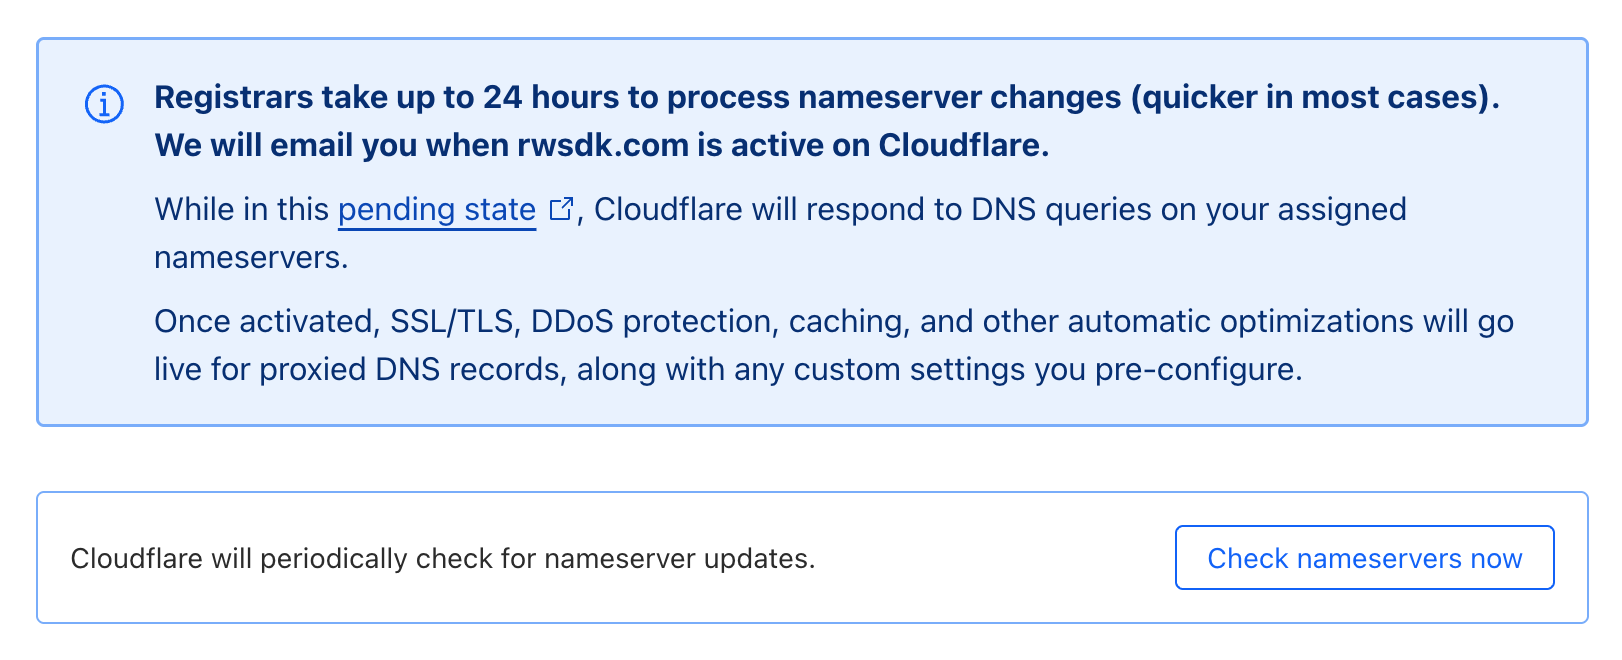 Registrars take up to 24 hours to process nameserver changes (quicker in most cases).
We will email you when rwsdk.com is active on Cloudflare.
While in this pending state, Cloudflare will respond to DNS queries on your assigned
nameservers.
Once activated, SSL/TLS, DDoS protection, caching, and other automatic optimizations will go
live for proxied DNS records, along with any custom settings you pre-configure.
Cloudflare will periodically check for nameserver updates.
Check nameservers now